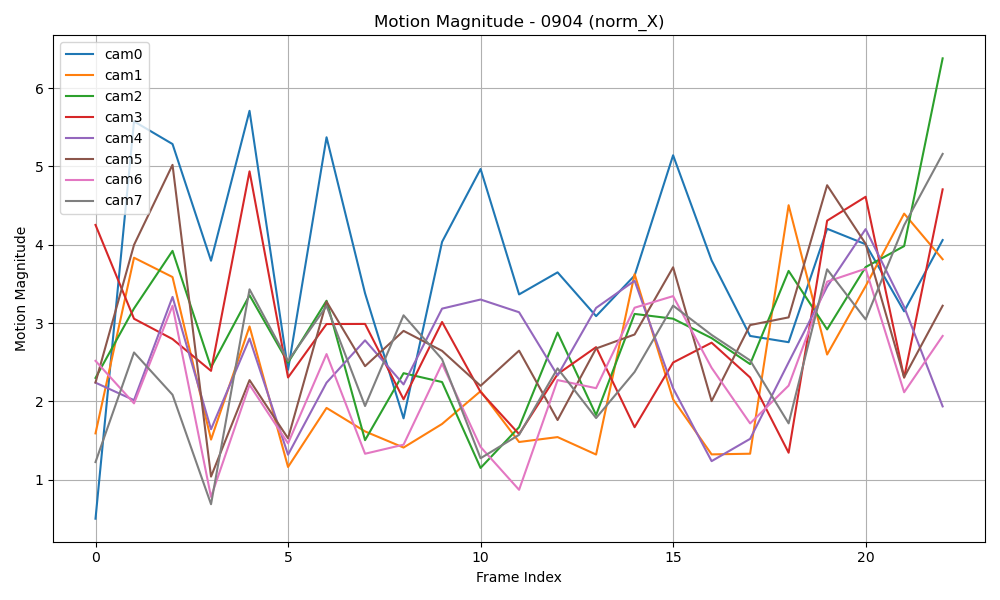 Motion Magnitude - 0904 (norm_X)
cam0
cam1
cam2
cam3
cam4
cam5
cam6
cam7
Motion Magnitude
6
5
4
3
2
1
0
5
10
15
20
Frame Index